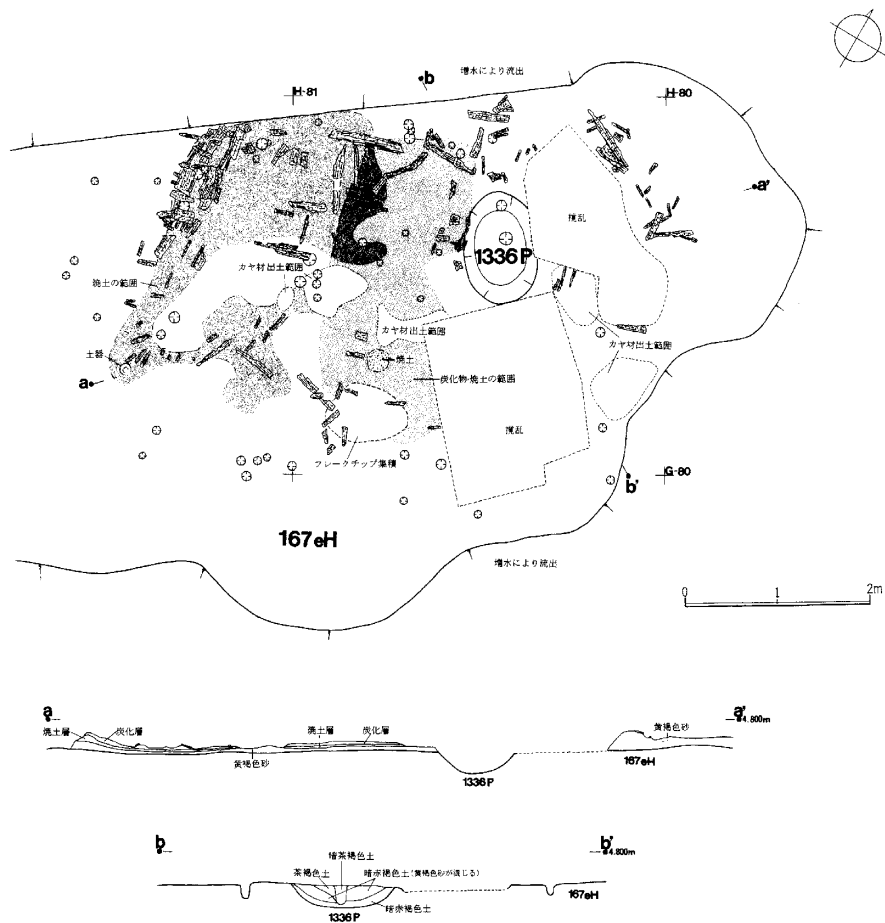 b
増水により流出
H-81
H-80
a'
攪乱
1336P
カヤ材出土範囲
焼土の範囲
カヤ材出土範囲
カヤ材出土範囲
土器
焼土
a
炭化物・焼土の範囲
攪乱
フレークチップ集積
b'
G-80
167eH
増水により流出
0 1 2m
a
a'
4.800m
焼土層
炭化層
焼土層
炭化層
黄褐色砂
黄褐色砂
167eH
1336P
b
b'
4.800m
暗茶褐色土
茶褐色土
暗赤褐色土(黄褐色砂が混じる)
167eH
暗赤褐色土
1336P